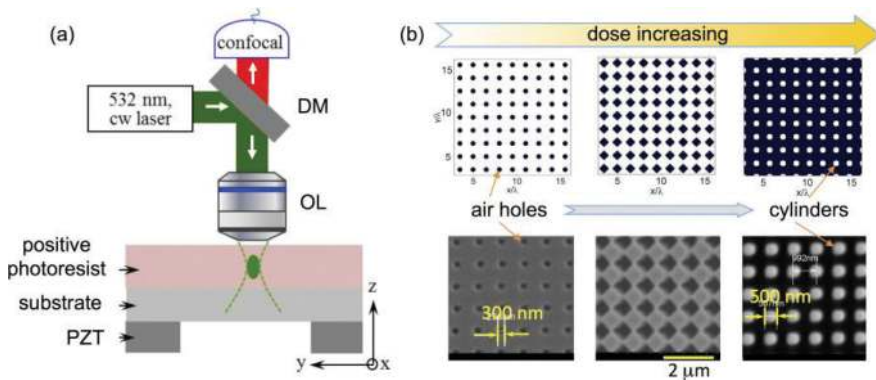 (a)
confocal
532 nm,
cw laser
DM
OL
positive
photoresist
substrate
PZT
z
y
x
(b)
dose increasing
15
10
5
y/λ
5 10 15
x/λ
5 10 15
x/λ
5 10 15
x/λ
air holes
cylinders
300 nm
2 μm
992nm
500 nm